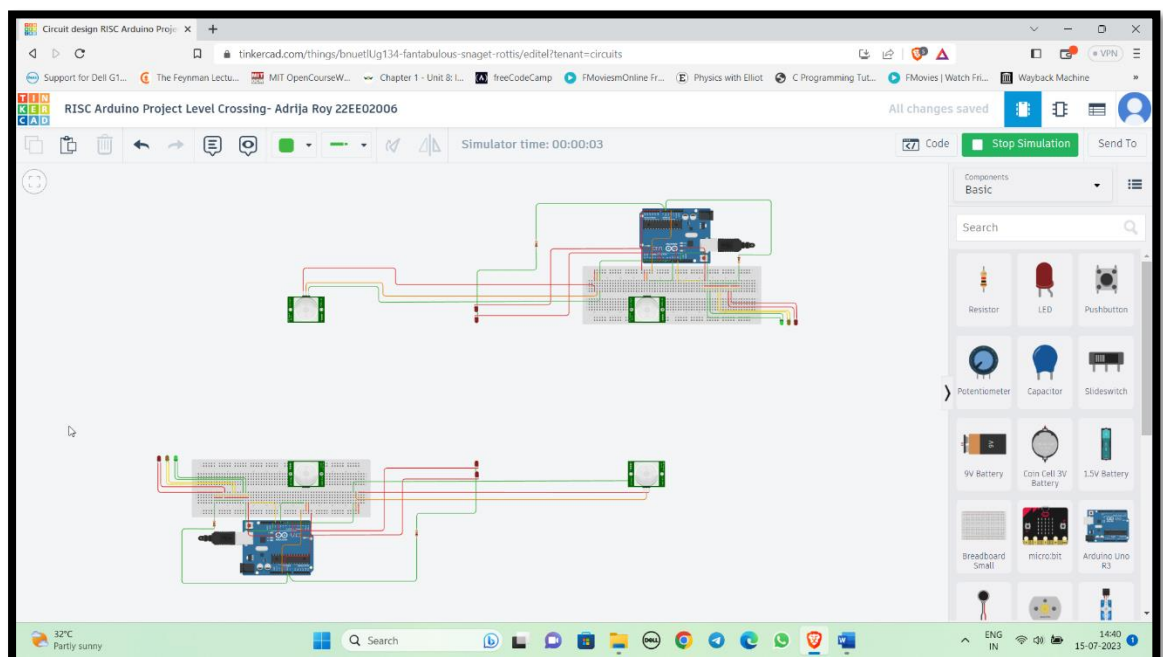 Circuit design RISC Arduino Proje
tinkercad.com/things/bnuetlUg134-fantabulous-snaget-rottis/editel?tenant=circuits
VPN
Support for Dell G1...
The Feynman Lectu...
MIT OpenCourseW...
Chapter 1 - Unit 8: I...
freeCodeCamp
FMoviesmOnline Fr...
Physics with Elliot
C Programming Tut...
FMovies | Watch Fri...
Wayback Machine
TINKERCAD
RISC Arduino Project Level Crossing- Adrija Roy 22EE02006
All changes saved
Simulator time: 00:00:03
Code
Stop Simulation
Send To
Components
Basic
Search
Resistor
LED
Pushbutton
Potentiometer
Capacitor
Slideswitch
9V Battery
Coin Cell 3V Battery
1.5V Battery
Breadboard Small
micro:bit
Arduino Uno R3
32°C
Partly sunny
Search
ENG
IN
14:40
15-07-2023